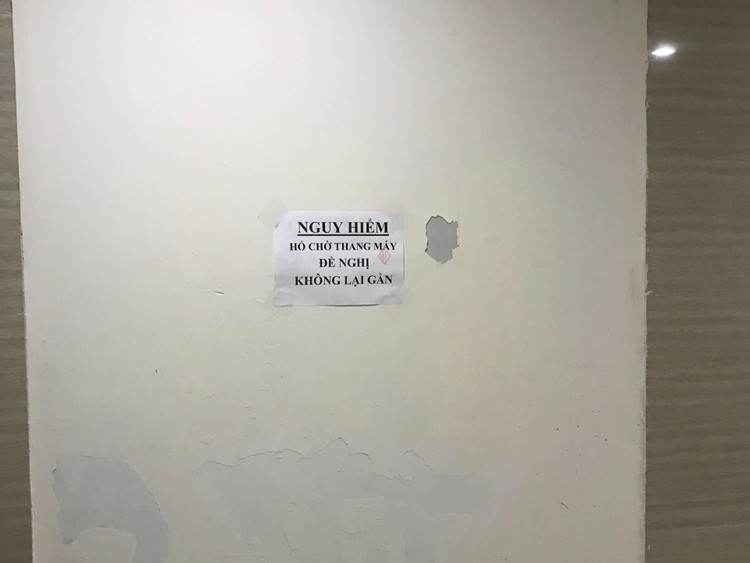 NGUY HIỂM
HỐ CHỜ THANG MÁY
ĐỀ NGHỊ
KHÔNG LẠI GẦN